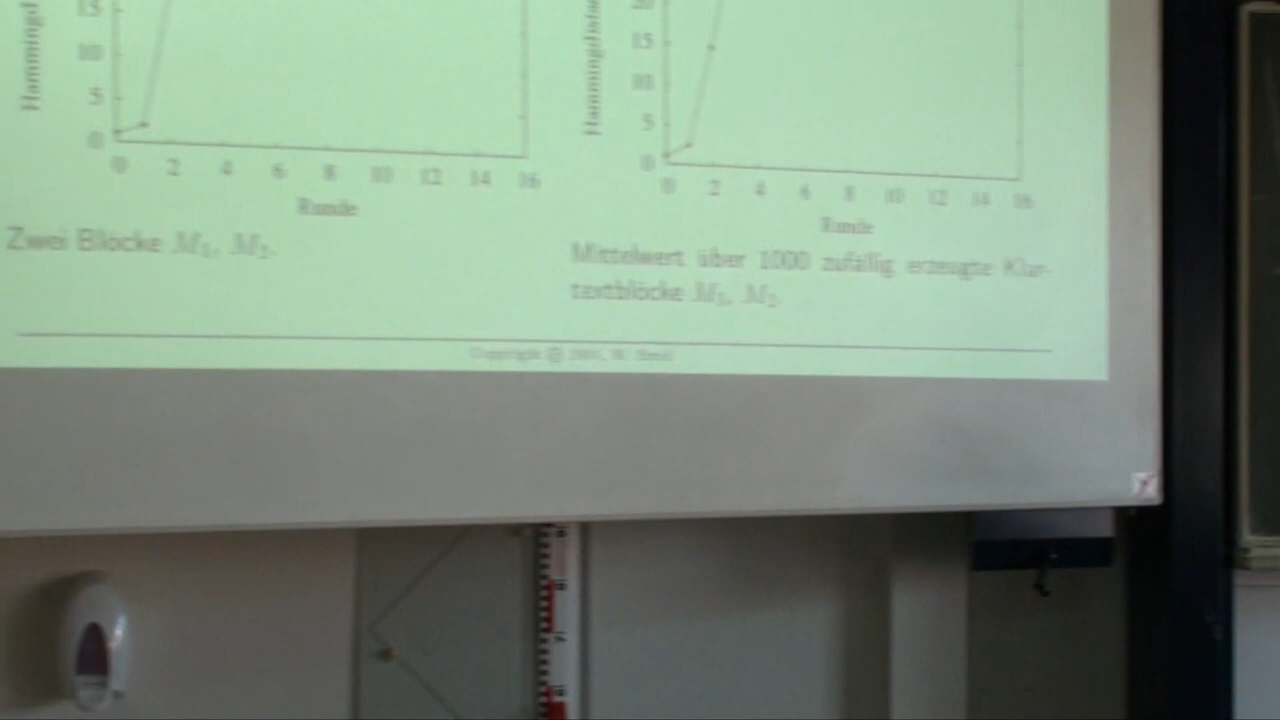 15
10
5
0
0 2 4 6 8 10 12 14 16
Runde
Hammingd
Zwei Blöcke M₁, M₂.
20
15
10
5
0
0 2 4 6 8 10 12 14 16
Runde
Mittelwert über 1000 zufällig erzeugte Klar-
textblöcke M₁, M₂.
Copyright ©